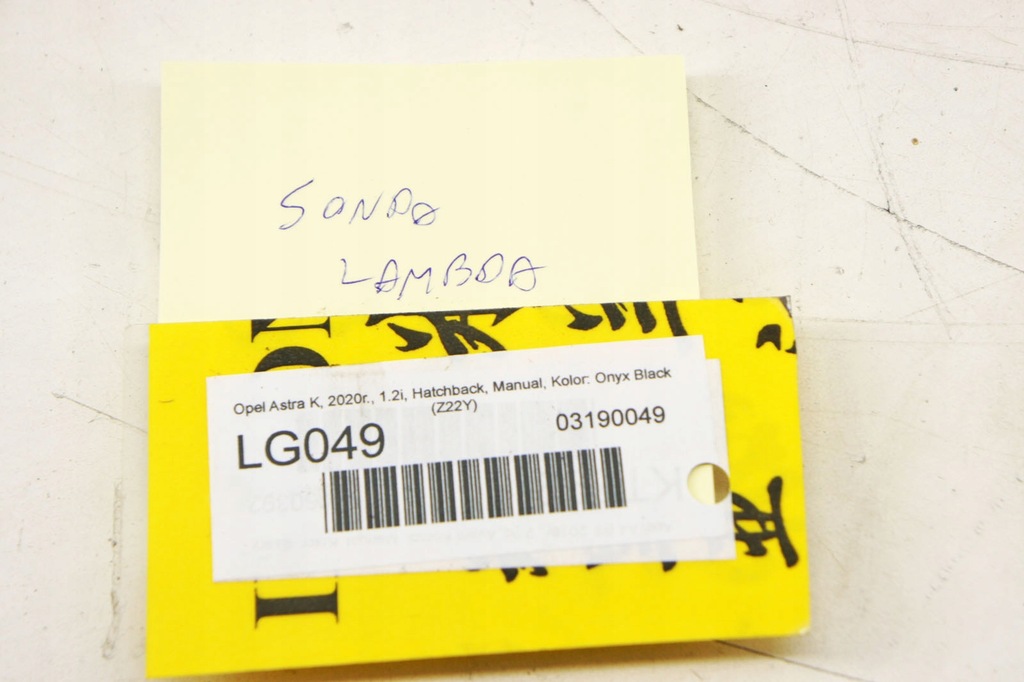 SONDA
LAMBDA
Opel Astra K, 2020r., 1.2i, Hatchback, Manual, Kolor: Onyx Black
(Z22Y)
LG049
03190049